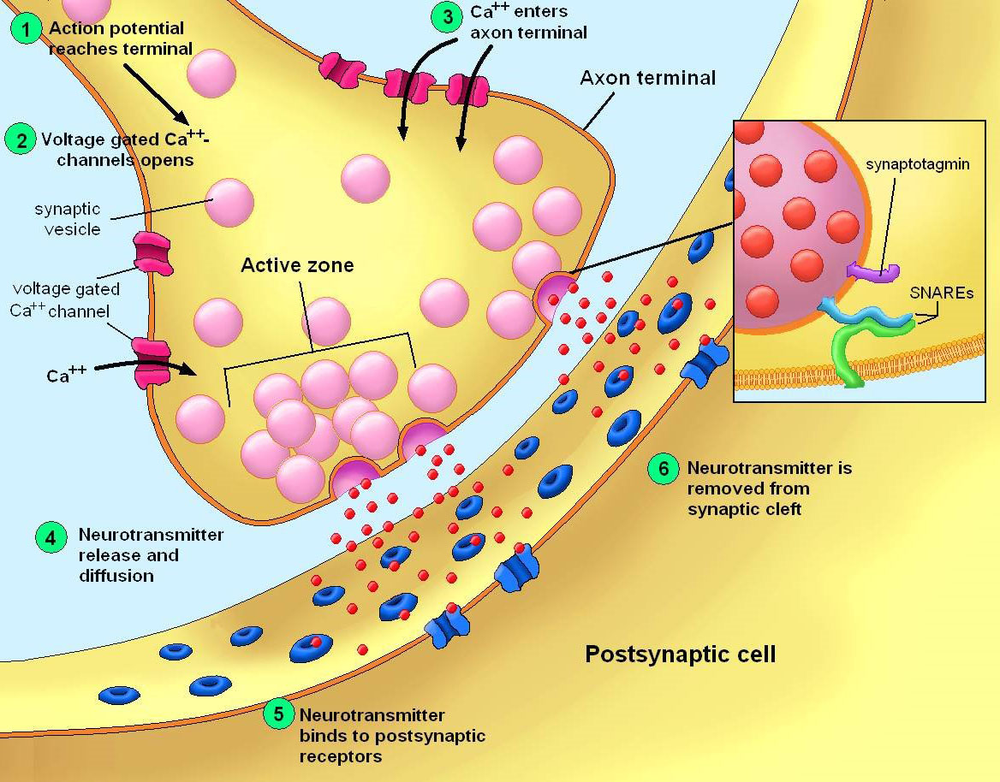 1 Action potential
reaches terminal
3 Ca++ enters
axon terminal
Axon terminal
2 Voltage gated Ca++-
channels opens
synaptic
vesicle
voltage gated
Ca++ channel
Ca++
Active zone
synaptotagmin
SNAREs
4 Neurotransmitter
release and
diffusion
6 Neurotransmitter is
removed from
synaptic cleft
Postsynaptic cell
5 Neurotransmitter
binds to postsynaptic
receptors